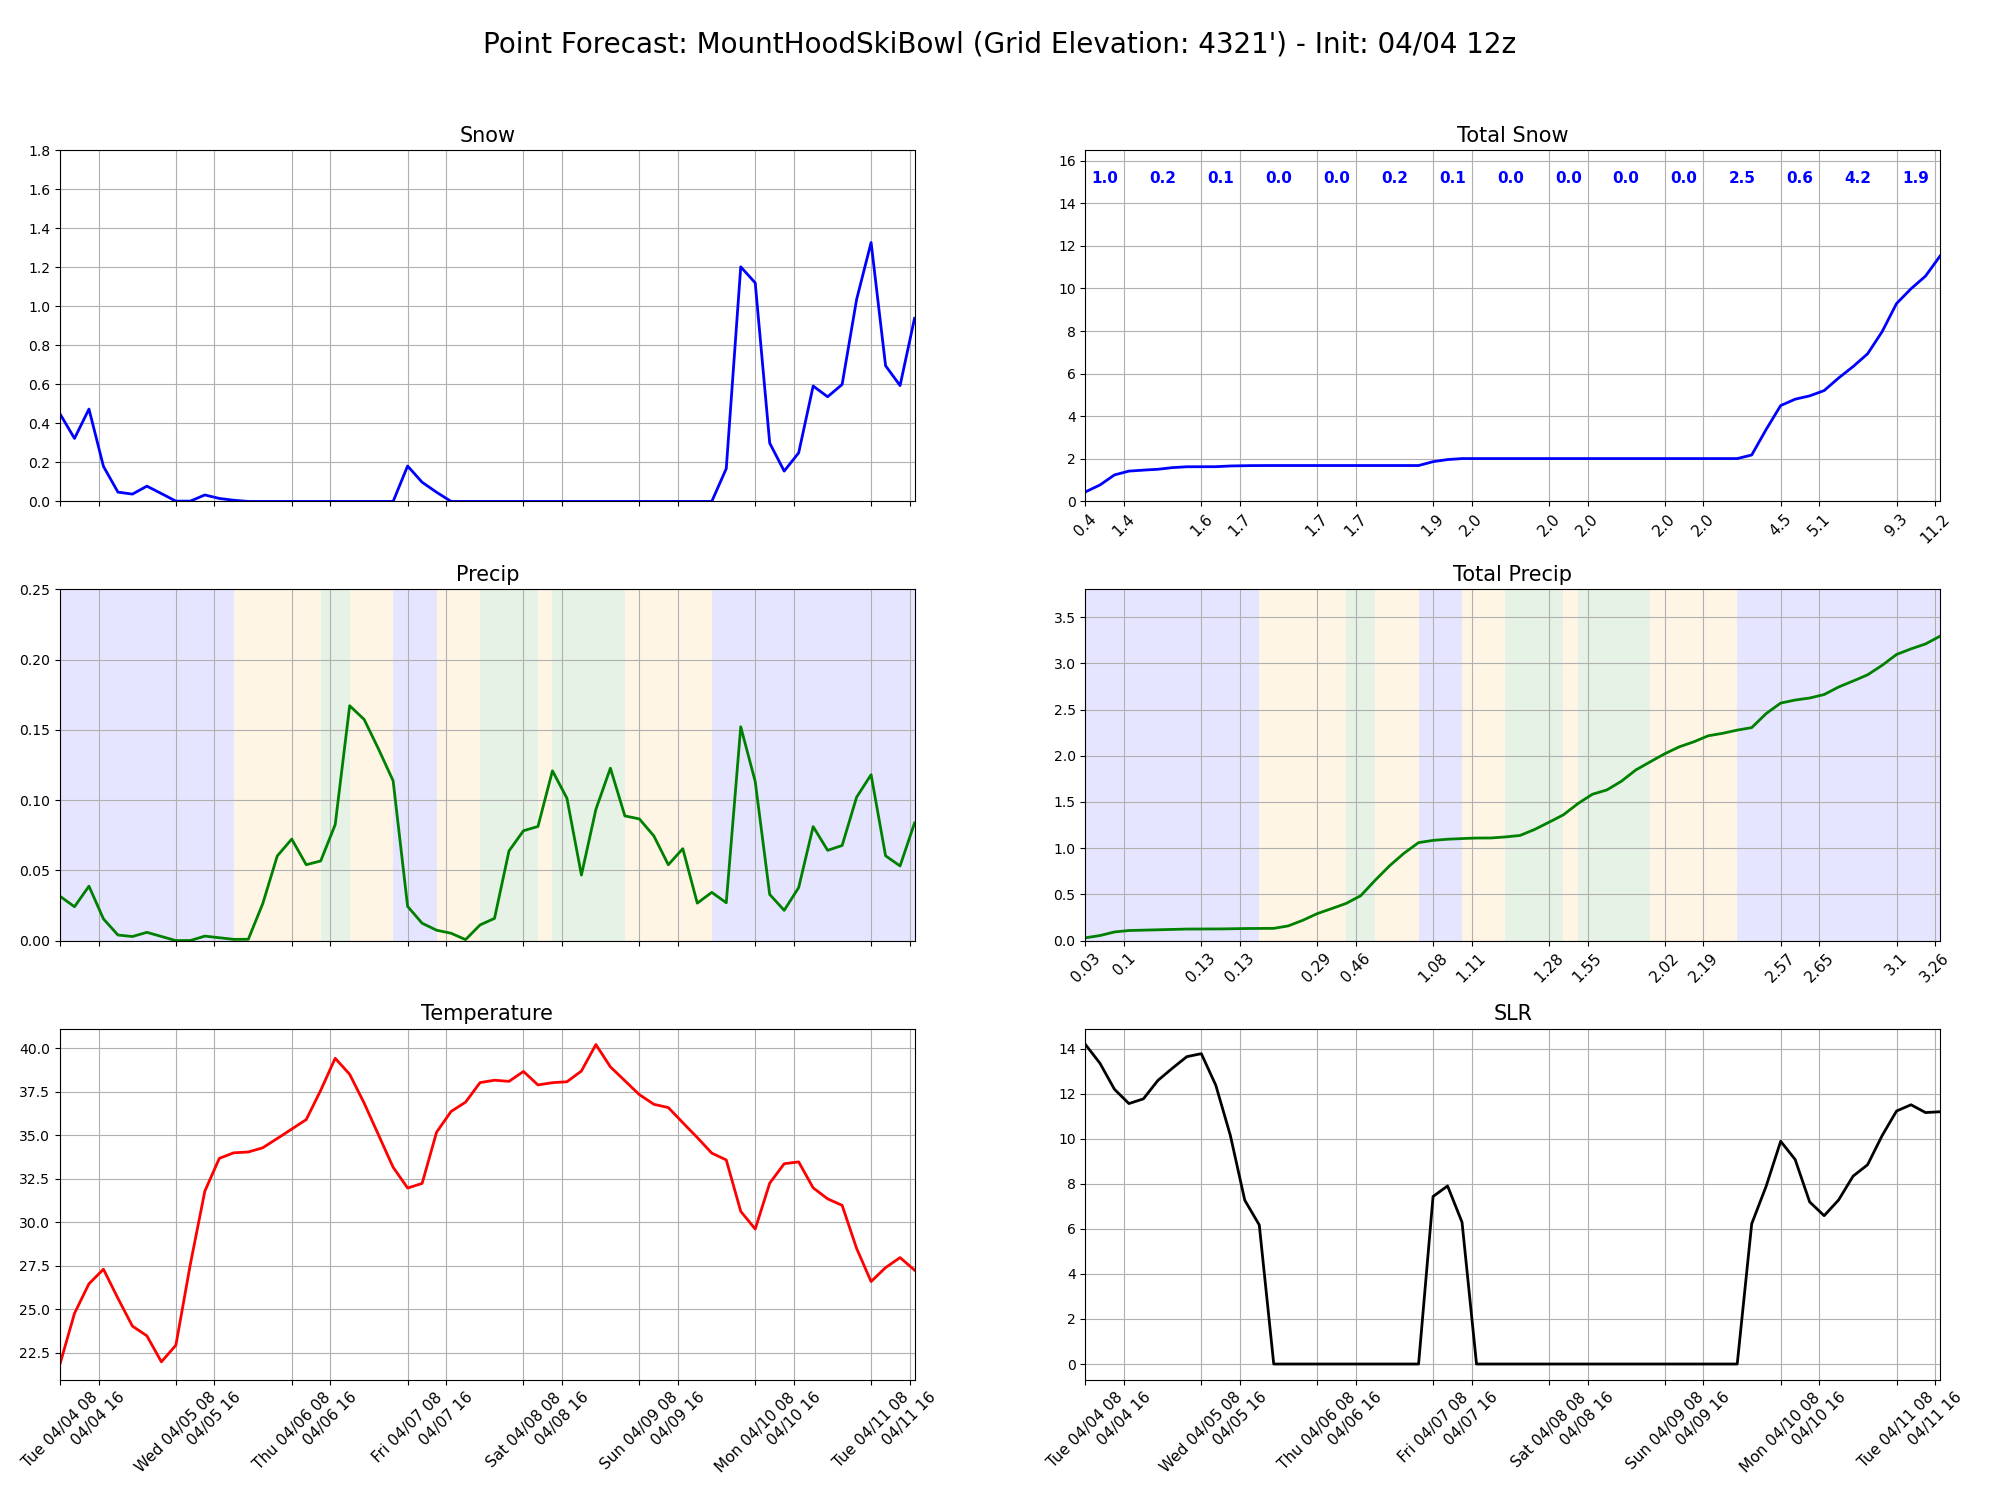 Point Forecast: MountHoodSkiBowl (Grid Elevation: 4321') - Init: 04/04 12z
Snow
1.8
1.6
1.4
1.2
1.0
0.8
0.6
0.4
0.2
0.0
Total Snow
16
14
12
10
8
6
4
2
0
1.0 0.2 0.1 0.0 0.0 0.2 0.1 0.0 0.0 0.0 0.0 2.5 0.6 4.2 1.9
0.4 1.4 1.6 1.7 1.7 1.7 1.9 2.0 2.0 2.0 2.0 2.0 4.5 5.1 9.3 11.2
Precip
0.25
0.20
0.15
0.10
0.05
0.00
Total Precip
3.5
3.0
2.5
2.0
1.5
1.0
0.5
0.0
0.03 0.1 0.13 0.13 0.29 0.46 1.08 1.11 1.28 1.55 2.02 2.19 2.57 2.65 3.1 3.26
Temperature
40.0
37.5
35.0
32.5
30.0
27.5
25.0
22.5
Tue 04/04 08
04/04 16
Wed 04/05 08
04/05 16
Thu 04/06 08
04/06 16
Fri 04/07 08
04/07 16
Sat 04/08 08
04/08 16
Sun 04/09 08
04/09 16
Mon 04/10 08
04/10 16
Tue 04/11 08
04/11 16
SLR
14
12
10
8
6
4
2
0
Tue 04/04 08
04/04 16
Wed 04/05 08
04/05 16
Thu 04/06 08
04/06 16
Fri 04/07 08
04/07 16
Sat 04/08 08
04/08 16
Sun 04/09 08
04/09 16
Mon 04/10 08
04/10 16
Tue 04/11 08
04/11 16